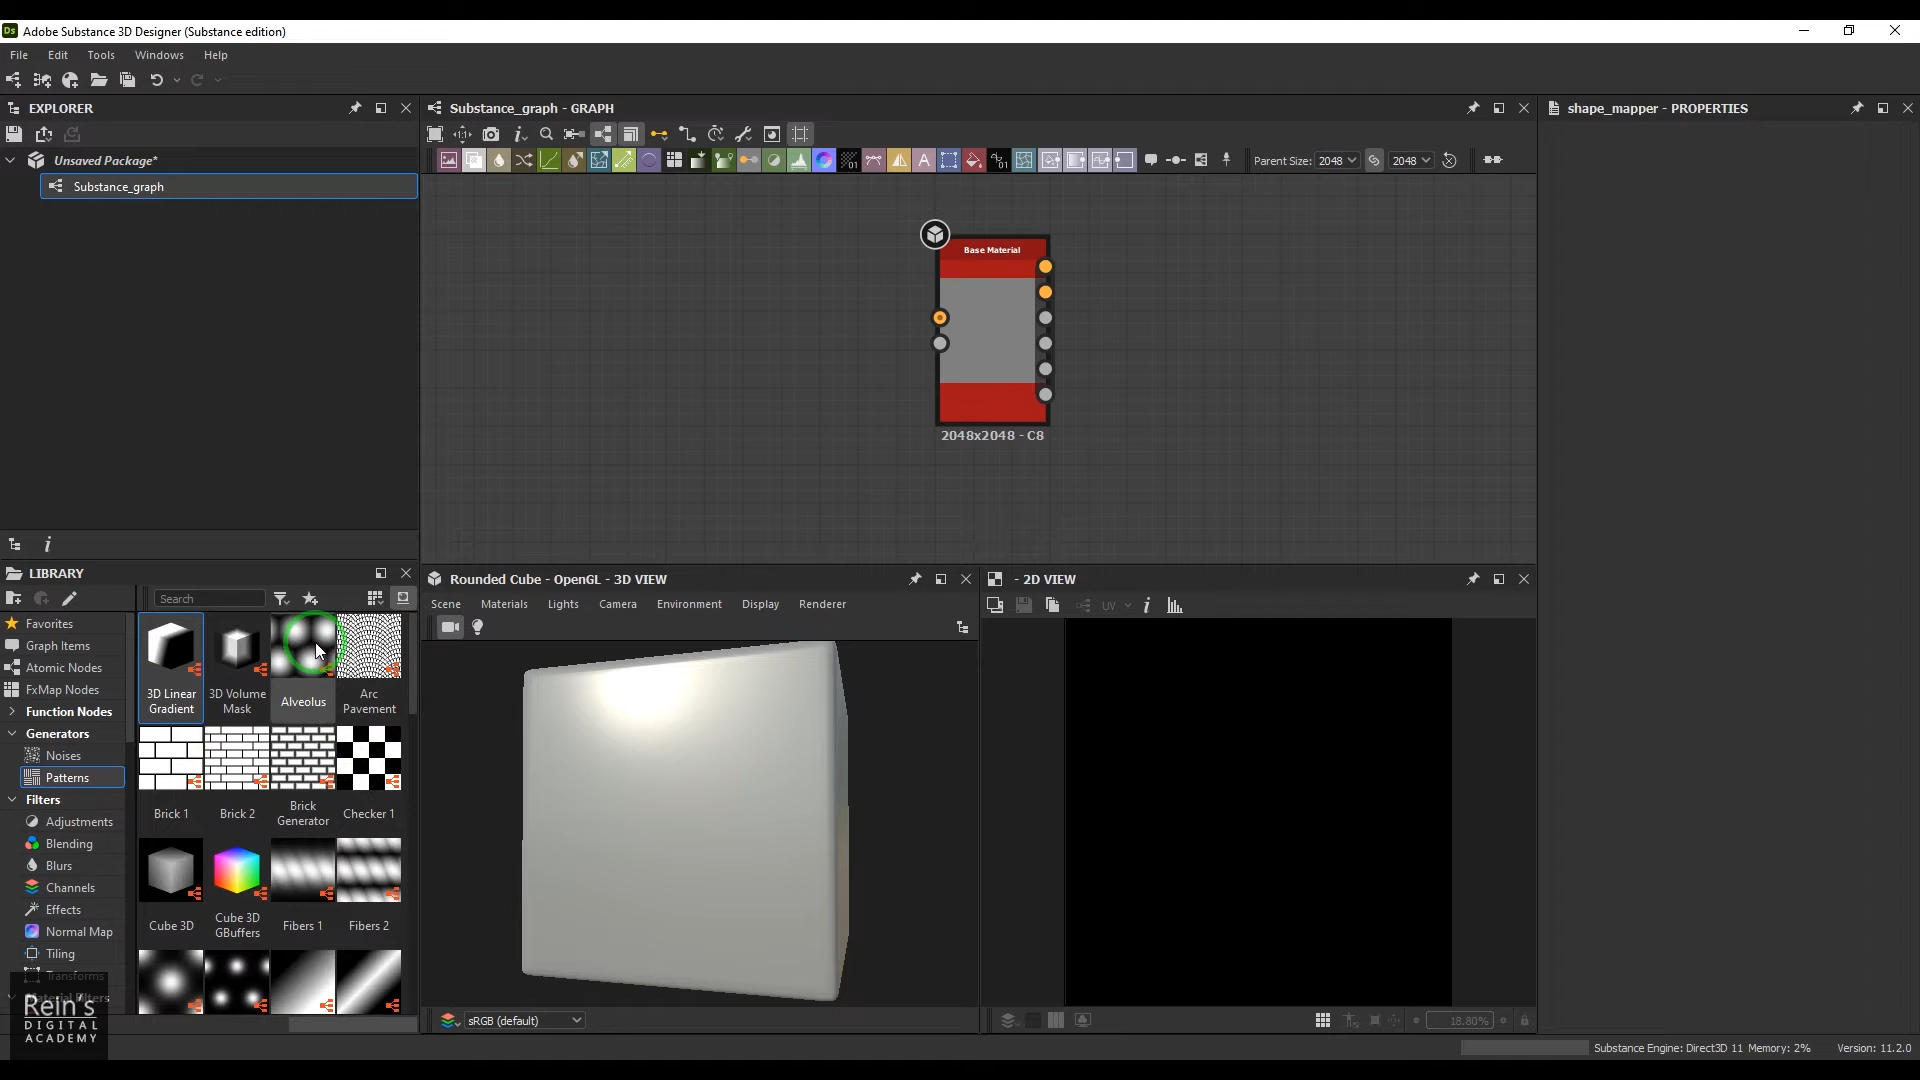 Ds Adobe Substance 3D Designer (Substance edition)
File Edit Tools Windows Help
EXPLORER
Unsaved Package*
Substance_graph
Substance_graph - GRAPH
Parent Size: 2048 2048
Base Material
2048x2048 - C8
shape_mapper - PROPERTIES
LIBRARY
Search
Favorites
Graph Items
Atomic Nodes
FxMap Nodes
Function Nodes
Generators
Noises
Patterns
Filters
Adjustments
Blending
Blurs
Channels
Effects
Normal Map
Tiling
Transforms
Material Filters
3D Linear Gradient
3D Volume Mask
Alveolus
Arc Pavement
Brick 1
Brick 2
Brick Generator
Checker 1
Cube 3D
Cube 3D GBuffers
Fibers 1
Fibers 2
Rein's
DIGITAL
ACADEMY
Rounded Cube - OpenGL - 3D VIEW
Scene Materials Lights Camera Environment Display Renderer
sRGB (default)
- 2D VIEW
UV
18.80%
Substance Engine: Direct3D 11 Memory: 2% Version: 11.2.0